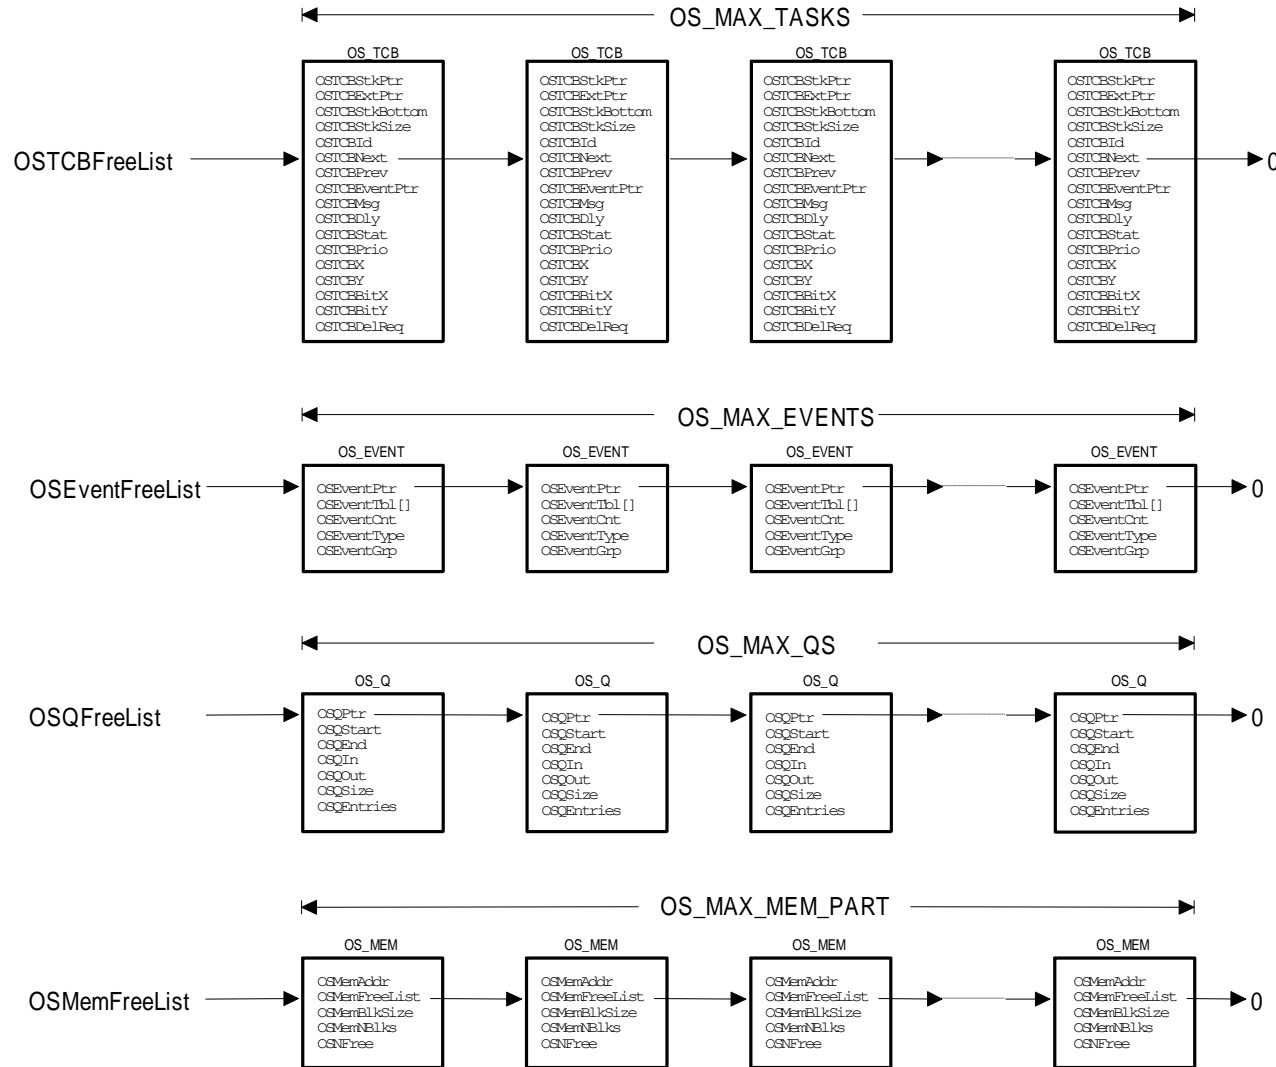 OS_MAX_TASKS
OS_TCB OS_TCB OS_TCB OS_TCB
OSTCBStkPtr OSTCBStkPtr OSTCBStkPtr OSTCBStkPtr
OSTCBExtPtr OSTCBExtPtr OSTCBExtPtr OSTCBExtPtr
OSTCBStkBottom OSTCBStkBottom OSTCBStkBottom OSTCBStkBottom
OSTCBStkSize OSTCBStkSize OSTCBStkSize OSTCBStkSize
OSTCBId OSTCBId OSTCBId OSTCBId
OSTCBFreeList OSTCBNext OSTCBNext OSTCBNext OSTCBNext 0
OSTCBPrev OSTCBPrev OSTCBPrev OSTCBPrev
OSTCBEventPtr OSTCBEventPtr OSTCBEventPtr OSTCBEventPtr
OSTCBMsg OSTCBMsg OSTCBMsg OSTCBMsg
OSTCBDly OSTCBDly OSTCBDly OSTCBDly
OSTCBStat OSTCBStat OSTCBStat OSTCBStat
OSTCBPrio OSTCBPrio OSTCBPrio OSTCBPrio
OSTCBX OSTCBX OSTCBX OSTCBX
OSTCBY OSTCBY OSTCBY OSTCBY
OSTCBBitX OSTCBBitX OSTCBBitX OSTCBBitX
OSTCBBitY OSTCBBitY OSTCBBitY OSTCBBitY
OSTCBDelReq OSTCBDelReq OSTCBDelReq OSTCBDelReq
OS_MAX_EVENTS
OS_EVENT OS_EVENT OS_EVENT OS_EVENT
OSEventFreeList OSEventPtr OSEventPtr OSEventPtr OSEventPtr 0
OSEventTbl[] OSEventTbl[] OSEventTbl[] OSEventTbl[]
OSEventCnt OSEventCnt OSEventCnt OSEventCnt
OSEventType OSEventType OSEventType OSEventType
OSEventGrp OSEventGrp OSEventGrp OSEventGrp
OS_MAX_QS
OS_Q OS_Q OS_Q OS_Q
OSQFreeList OSQPtr OSQPtr OSQPtr OSQPtr 0
OSQStart OSQStart OSQStart OSQStart
OSQEnd OSQEnd OSQEnd OSQEnd
OSQIn OSQIn OSQIn OSQIn
OSQOut OSQOut OSQOut OSQOut
OSQSize OSQSize OSQSize OSQSize
OSQEntries OSQEntries OSQEntries OSQEntries
OS_MAX_MEM_PART
OS_MEM OS_MEM OS_MEM OS_MEM
OSMemAddr OSMemAddr OSMemAddr OSMemAddr
OSMemFreeList OSMemFreeList OSMemFreeList OSMemFreeList OSMemFreeList 0
OSMemBlkSize OSMemBlkSize OSMemBlkSize OSMemBlkSize
OSMemNBlks OSMemNBlks OSMemNBlks OSMemNBlks
OSNFree OSNFree OSNFree OSNFree